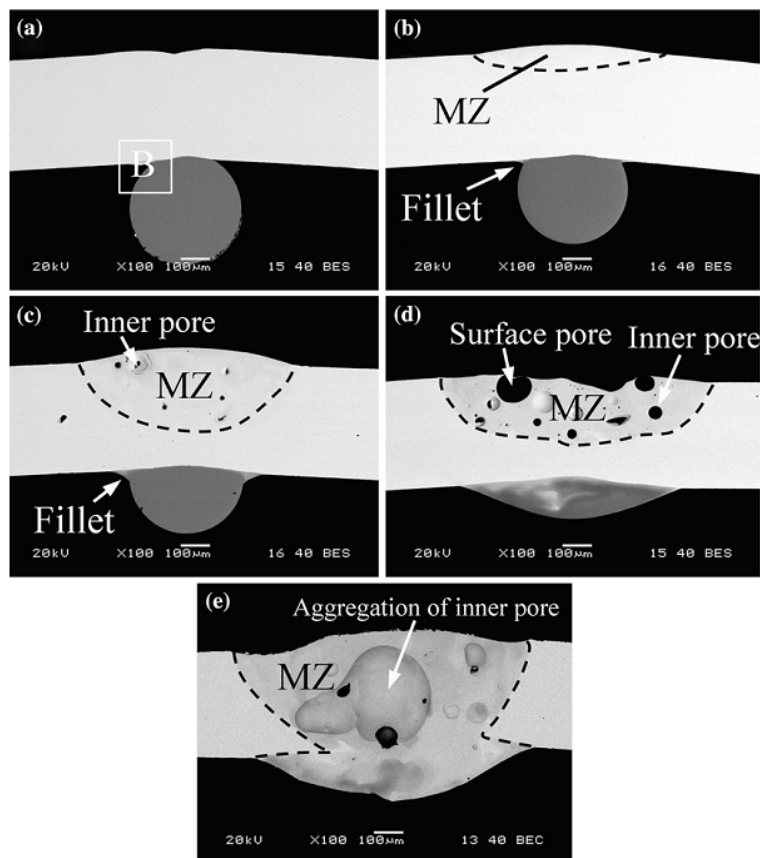 (a)
B
20kV X100 100μm 15 40 BES
(b)
MZ
Fillet
20kV X100 100μm 16 40 BES
(c)
Inner pore
MZ
Fillet
20kV X100 100μm 16 40 BES
(d)
Surface pore
Inner pore
MZ
20kV X100 100μm 15 40 BES
(e)
Aggregation of inner pore
MZ
20kV X100 100μm 13 40 BEC